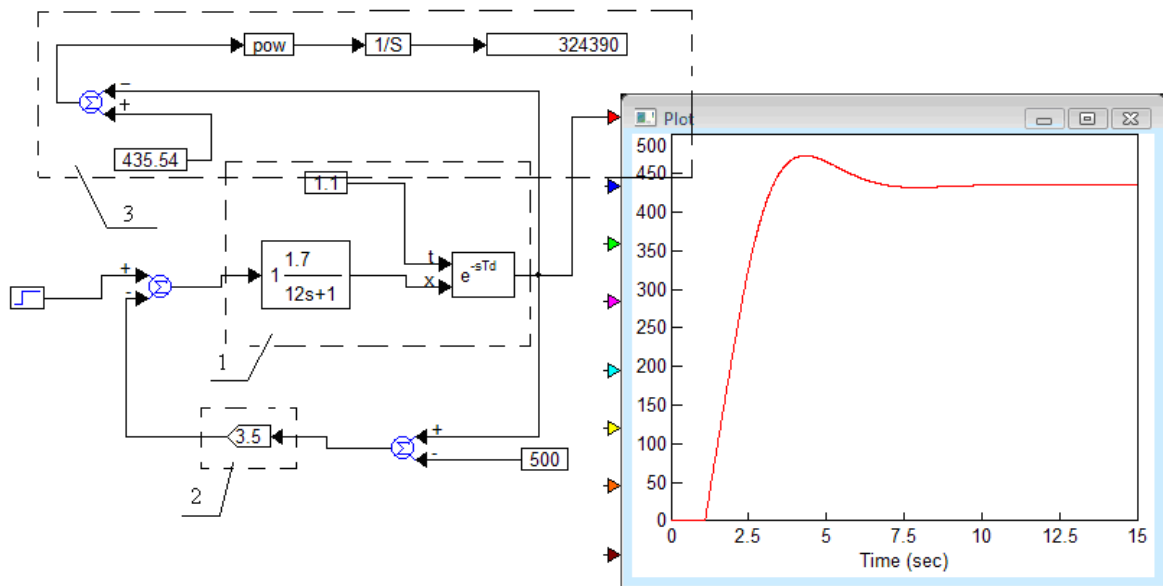 pow
1/S
324390
−
Σ
+
435.54
3
1.1
+
-
Σ
1
1.7
12s+1
t
x
e-sTd
1
3.5
2
+
-
Σ
500
Plot
500
450
400
350
300
250
200
150
100
50
0
0 2.5 5 7.5 10 12.5 15
Time (sec)